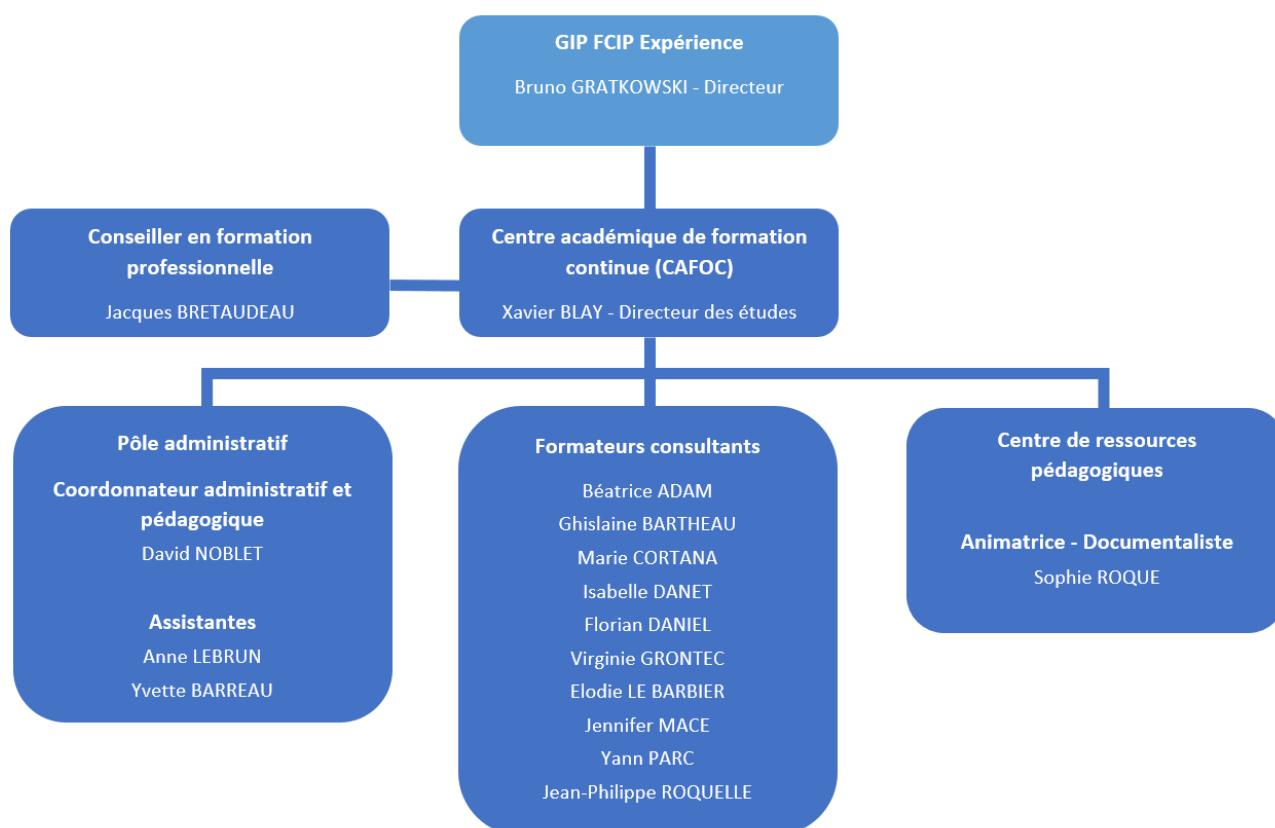 GIP FCIP Expérience
Bruno GRATKOWSKI - Directeur
Conseiller en formation
professionnelle
Jacques BRETAUDEAU
Centre académique de formation
continue (CAFOC)
Xavier BLAY - Directeur des études
Pôle administratif
Coordonnateur administratif et
pédagogique
David NOBLET
Assistantes
Anne LEBRUN
Yvette BARREAU
Formateurs consultants
Béatrice ADAM
Ghislaine BARTHEAU
Marie CORTANA
Isabelle DANET
Florian DANIEL
Virginie GRONTEC
Elodie LE BARBIER
Jennifer MACE
Yann PARC
Jean-Philippe ROQUELLE
Centre de ressources
pédagogiques
Animatrice - Documentaliste
Sophie ROQUE